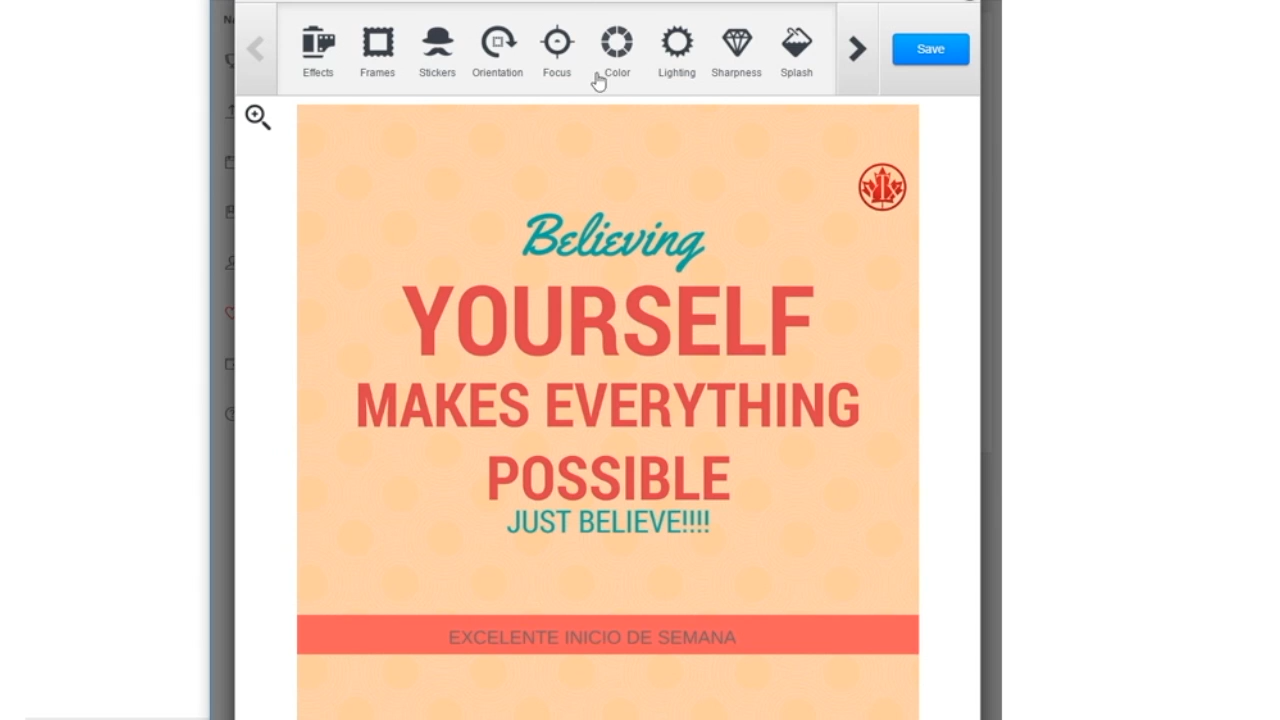 Effects Frames Stickers Orientation Focus Color Lighting Sharpness Splash Save
Believing
YOURSELF
MAKES EVERYTHING
POSSIBLE
JUST BELIEVE!!!!
EXCELENTE INICIO DE SEMANA